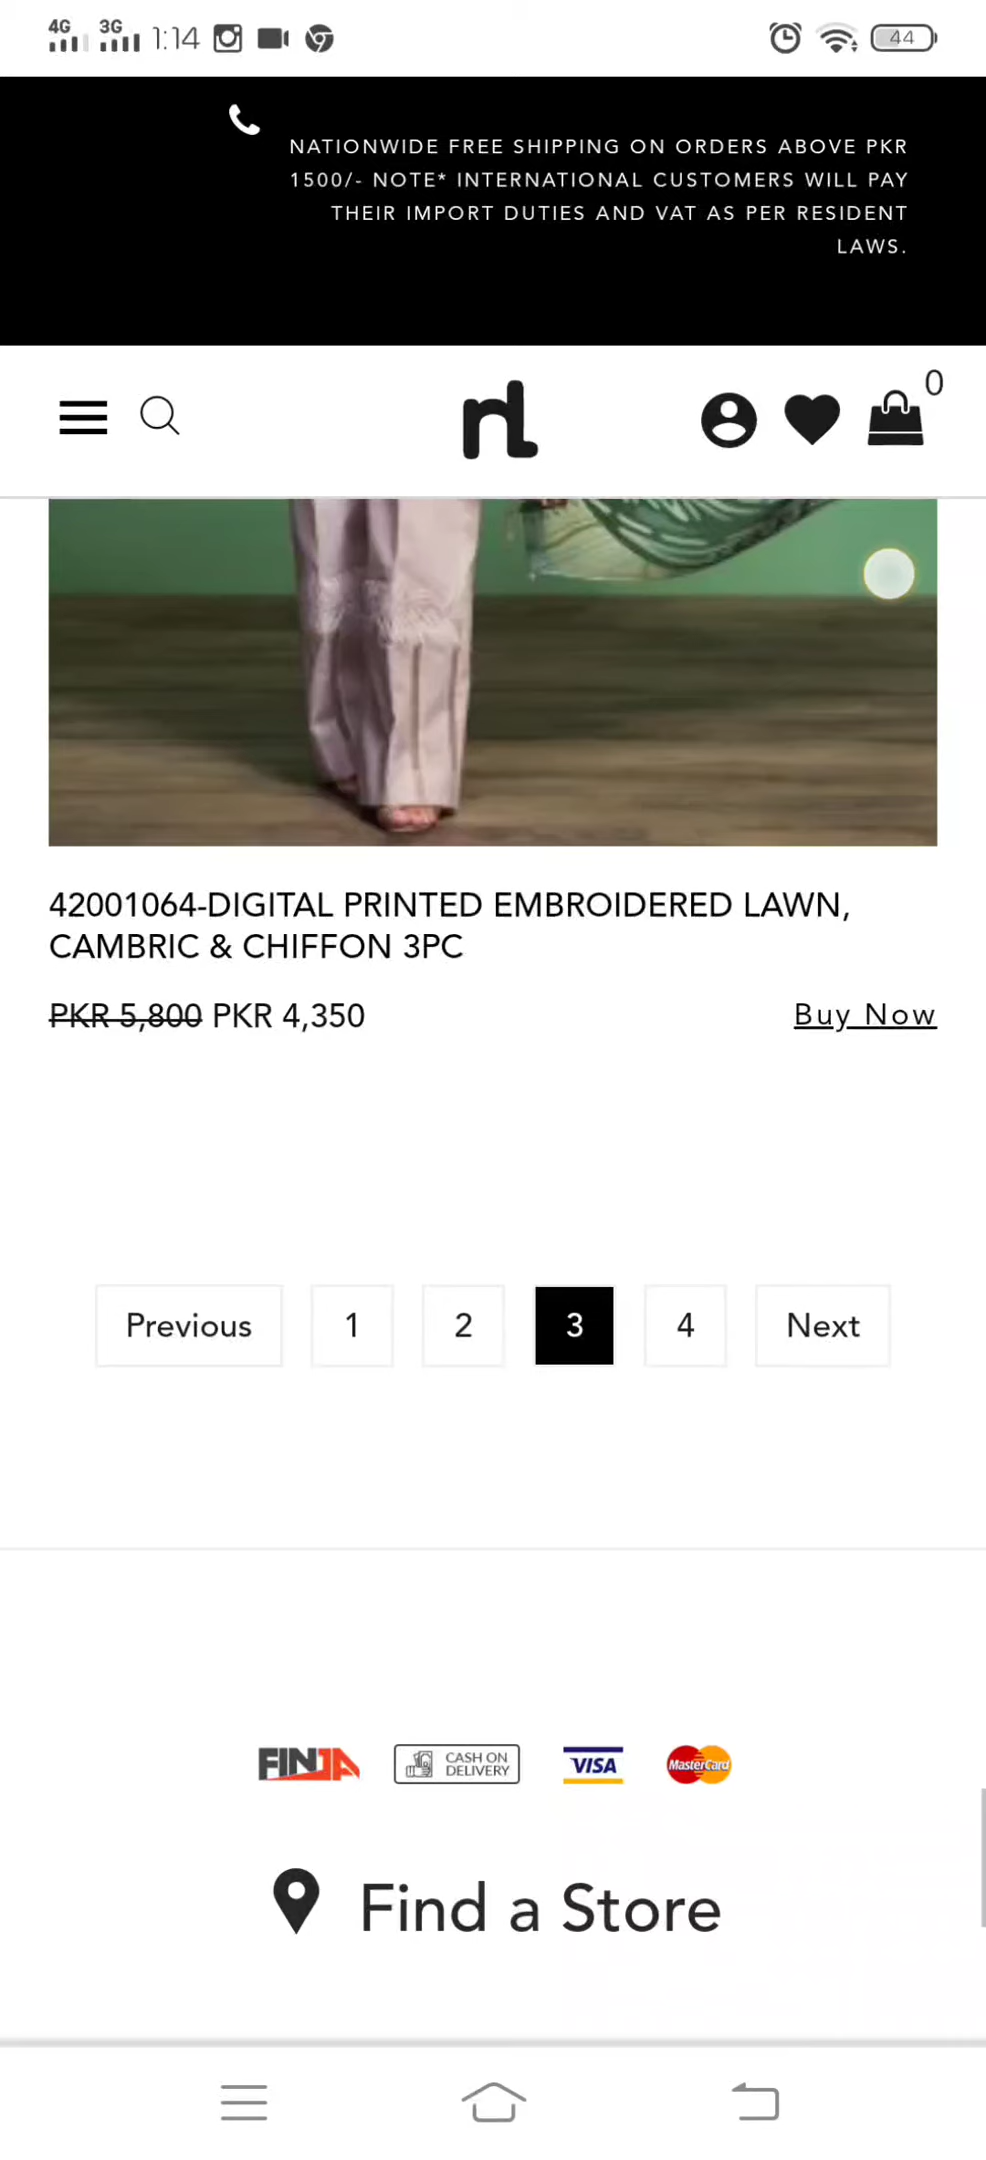 4G 3G 1:14 44
NATIONWIDE FREE SHIPPING ON ORDERS ABOVE PKR
1500/- NOTE* INTERNATIONAL CUSTOMERS WILL PAY
THEIR IMPORT DUTIES AND VAT AS PER RESIDENT
LAWS.
nL 0
42001064-DIGITAL PRINTED EMBROIDERED LAWN,
CAMBRIC & CHIFFON 3PC
PKR 5,800 PKR 4,350 Buy Now
Previous 1 2 3 4 Next
FINJA CASH ON DELIVERY VISA MasterCard
Find a Store